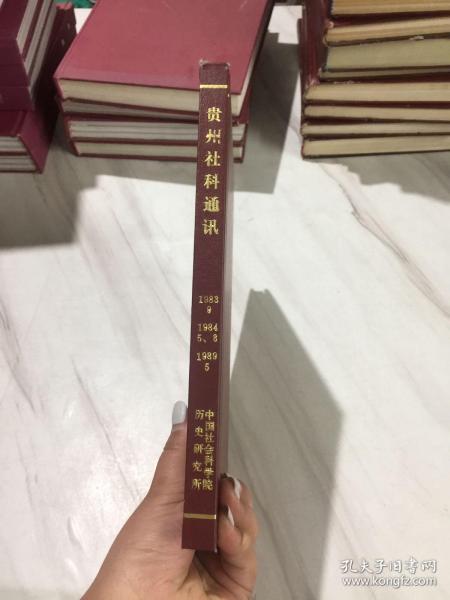 贵州社科通讯
1983
9
1984
5、8
1989
5
中国社会科学院
历史研究所
孔夫子旧书网
www.kongfz.com